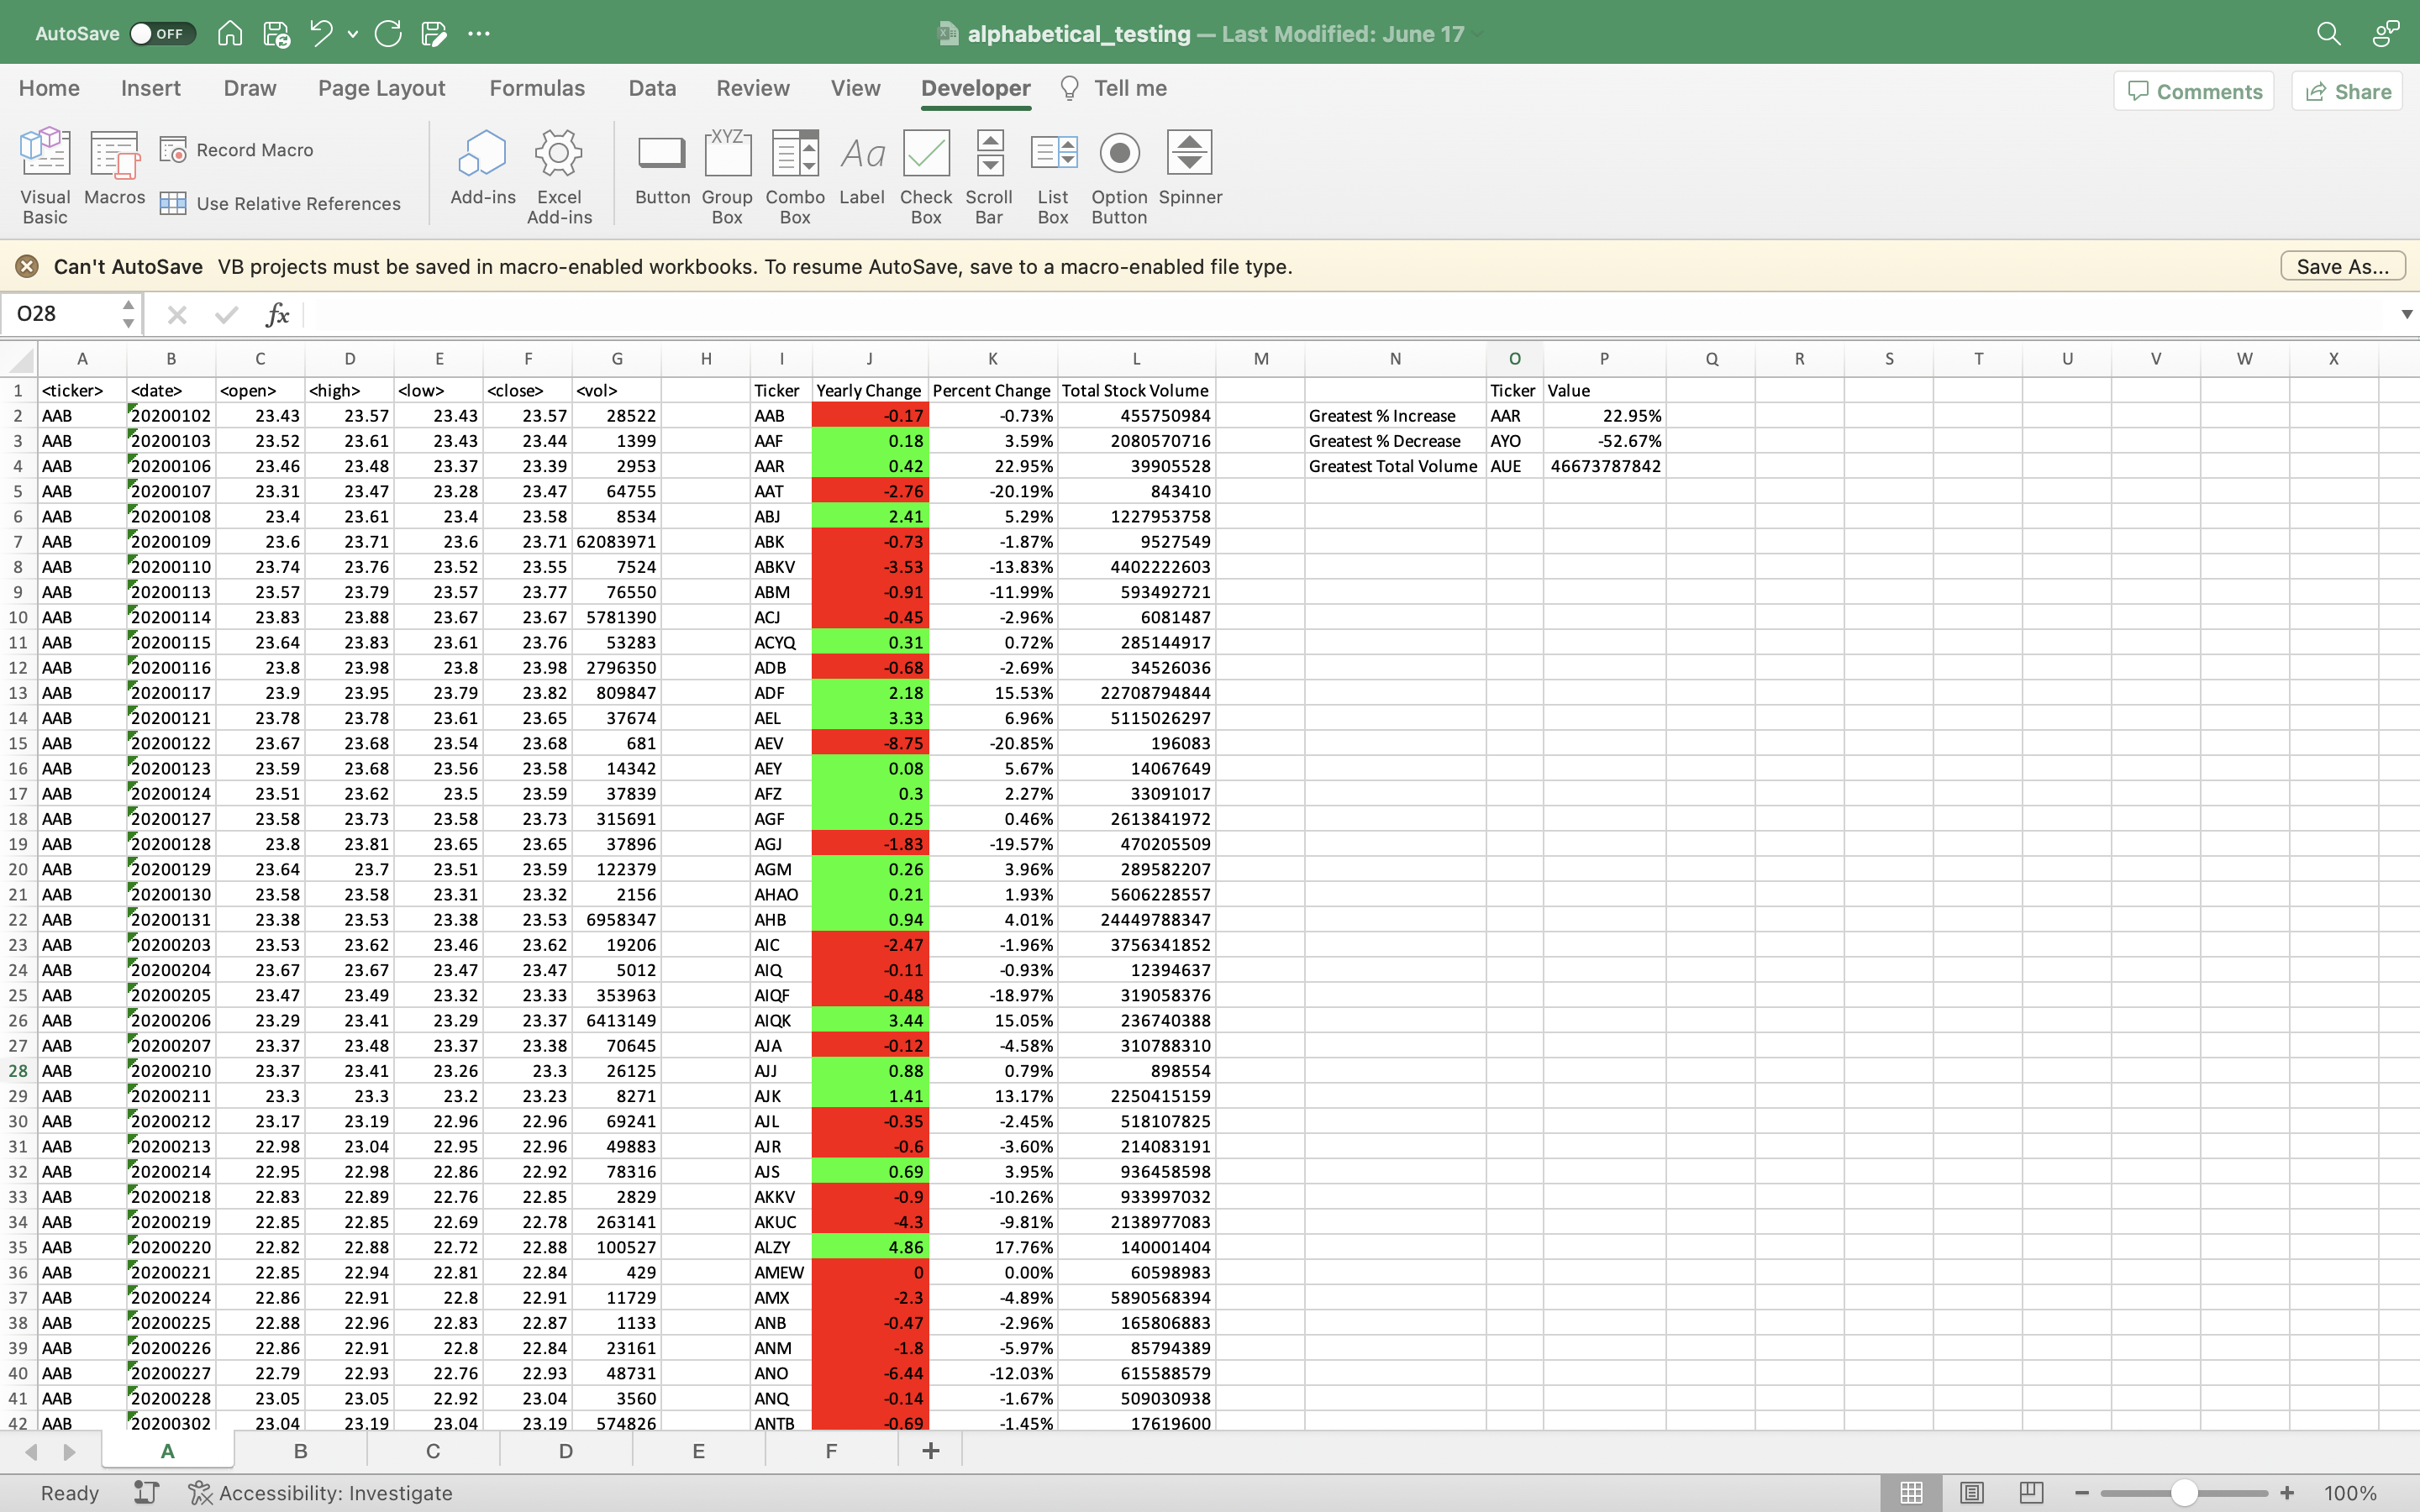 AutoSave OFF alphabetical_testing — Last Modified: June 17
Home Insert Draw Page Layout Formulas Data Review View Developer Tell me Comments Share
Visual Basic Macros Record Macro Use Relative References Add-ins Excel Add-ins Button XYZ Group Box Combo Box Aa Label Check Box Scroll Bar List Box Option Button Spinner
Can't AutoSave VB projects must be saved in macro-enabled workbooks. To resume AutoSave, save to a macro-enabled file type. Save As...
O28 fx
A B C D E F G H I J K L M N O P Q R S T U V W X
1 <ticker> <date> <open> <high> <low> <close> <vol> Ticker Yearly Change Percent Change Total Stock Volume Ticker Value
2 AAB 20200102 23.43 23.57 23.43 23.57 28522 AAB -0.17 -0.73% 455750984 Greatest % Increase AAR 22.95%
3 AAB 20200103 23.52 23.61 23.43 23.44 1399 AAF 0.18 3.59% 2080570716 Greatest % Decrease AYO -52.67%
4 AAB 20200106 23.46 23.48 23.37 23.39 2953 AAR 0.42 22.95% 39905528 Greatest Total Volume AUE 46673787842
5 AAB 20200107 23.31 23.47 23.28 23.47 64755 AAT -2.76 -20.19% 843410
6 AAB 20200108 23.4 23.61 23.4 23.58 8534 ABJ 2.41 5.29% 1227953758
7 AAB 20200109 23.6 23.71 23.6 23.71 62083971 ABK -0.73 -1.87% 9527549
8 AAB 20200110 23.74 23.76 23.52 23.55 7524 ABKV -3.53 -13.83% 4402222603
9 AAB 20200113 23.57 23.79 23.57 23.77 76550 ABM -0.91 -11.99% 593492721
10 AAB 20200114 23.83 23.88 23.67 23.67 5781390 ACJ -0.45 -2.96% 6081487
11 AAB 20200115 23.64 23.83 23.61 23.76 53283 ACYQ 0.31 0.72% 285144917
12 AAB 20200116 23.8 23.98 23.8 23.98 2796350 ADB -0.68 -2.69% 34526036
13 AAB 20200117 23.9 23.95 23.79 23.82 809847 ADF 2.18 15.53% 22708794844
14 AAB 20200121 23.78 23.78 23.61 23.65 37674 AEL 3.33 6.96% 5115026297
15 AAB 20200122 23.67 23.68 23.54 23.68 681 AEV -8.75 -20.85% 196083
16 AAB 20200123 23.59 23.68 23.56 23.58 14342 AEY 0.08 5.67% 14067649
17 AAB 20200124 23.51 23.62 23.5 23.59 37839 AFZ 0.3 2.27% 33091017
18 AAB 20200127 23.58 23.73 23.58 23.73 315691 AGF 0.25 0.46% 2613841972
19 AAB 20200128 23.8 23.81 23.65 23.65 37896 AGJ -1.83 -19.57% 470205509
20 AAB 20200129 23.64 23.7 23.51 23.59 122379 AGM 0.26 3.96% 289582207
21 AAB 20200130 23.58 23.58 23.31 23.32 2156 AHAO 0.21 1.93% 5606228557
22 AAB 20200131 23.38 23.53 23.38 23.53 6958347 AHB 0.94 4.01% 24449788347
23 AAB 20200203 23.53 23.62 23.46 23.62 19206 AIC -2.47 -1.96% 3756341852
24 AAB 20200204 23.67 23.67 23.47 23.47 5012 AIQ -0.11 -0.93% 12394637
25 AAB 20200205 23.47 23.49 23.32 23.33 353963 AIQF -0.48 -18.97% 319058376
26 AAB 20200206 23.29 23.41 23.29 23.37 6413149 AIQK 3.44 15.05% 236740388
27 AAB 20200207 23.37 23.48 23.37 23.38 70645 AJA -0.12 -4.58% 310788310
28 AAB 20200210 23.37 23.41 23.26 23.3 26125 AJJ 0.88 0.79% 898554
29 AAB 20200211 23.3 23.3 23.2 23.23 8271 AJK 1.41 13.17% 2250415159
30 AAB 20200212 23.17 23.19 22.96 22.96 69241 AJL -0.35 -2.45% 518107825
31 AAB 20200213 22.98 23.04 22.95 22.96 49883 AJR -0.6 -3.60% 214083191
32 AAB 20200214 22.95 22.98 22.86 22.92 78316 AJS 0.69 3.95% 936458598
33 AAB 20200218 22.83 22.89 22.76 22.85 2829 AKKV -0.9 -10.26% 933997032
34 AAB 20200219 22.85 22.85 22.69 22.78 263141 AKUC -4.3 -9.81% 2138977083
35 AAB 20200220 22.82 22.88 22.72 22.88 100527 ALZY 4.86 17.76% 140001404
36 AAB 20200221 22.85 22.94 22.81 22.84 429 AMEW 0 0.00% 60598983
37 AAB 20200224 22.86 22.91 22.8 22.91 11729 AMX -2.3 -4.89% 5890568394
38 AAB 20200225 22.88 22.96 22.83 22.87 1133 ANB -0.47 -2.96% 165806883
39 AAB 20200226 22.86 22.91 22.8 22.84 23161 ANM -1.8 -5.97% 85794389
40 AAB 20200227 22.79 22.93 22.76 22.93 48731 ANO -6.44 -12.03% 615588579
41 AAB 20200228 23.05 23.05 22.92 23.04 3560 ANQ -0.14 -1.67% 509030938
42 AAB 20200302 23.04 23.19 23.04 23.19 574826 ANTB -0.69 -1.45% 17619600
A B C D E F +
Ready Accessibility: Investigate 100%